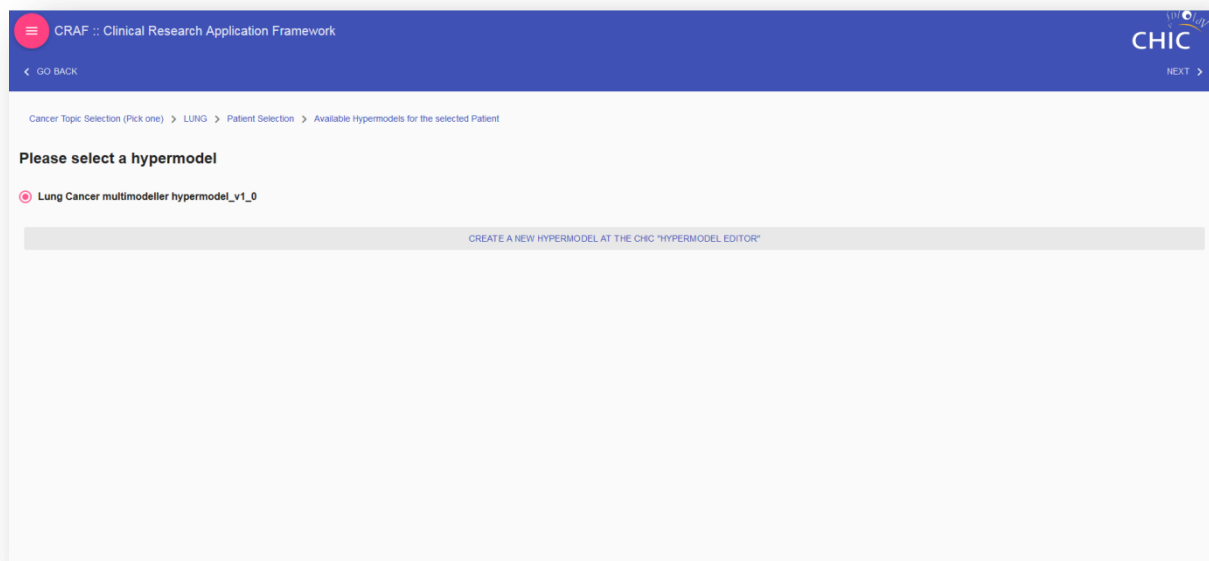 CRAF :: Clinical Research Application Framework
CHIC
GO BACK
NEXT
Cancer Topic Selection (Pick one) > LUNG > Patient Selection > Available Hypermodels for the selected Patient
Please select a hypermodel
Lung Cancer multimodeller hypermodel_v1_0
CREATE A NEW HYPERMODEL AT THE CHIC "HYPERMODEL EDITOR"